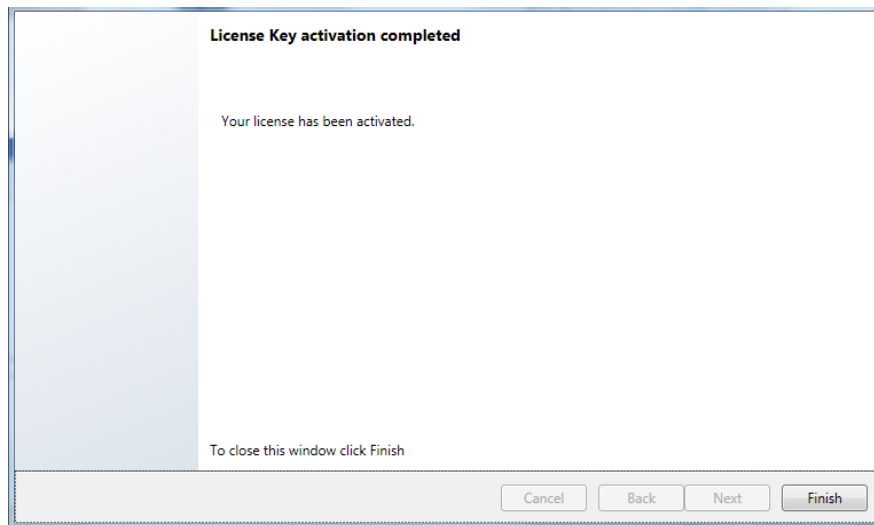 License Key activation completed
Your license has been activated.
To close this window click Finish
Cancel Back Next Finish